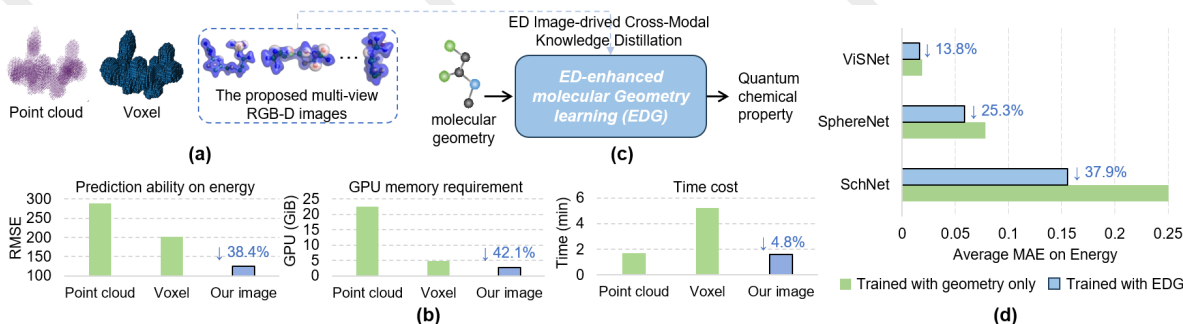 Point cloud
Voxel
The proposed multi-view
RGB-D images
(a)
ED Image-drived Cross-Modal
Knowledge Distillation
molecular
geometry
ED-enhanced
molecular Geometry
learning (EDG)
Quantum
chemical
property
(c)
Prediction ability on energy
RMSE
300
250
200
150
100
↓ 38.4%
Point cloud Voxel Our image
GPU memory requirement
GPU (GiB)
25
20
15
10
5
0
↓ 42.1%
Point cloud Voxel Our image
(b)
Time cost
Time (min)
6
4
2
0
↓ 4.8%
Point cloud Voxel Our image
ViSNet
↓ 13.8%
SphereNet
↓ 25.3%
SchNet
↓ 37.9%
0 0.05 0.1 0.15 0.2 0.25
Average MAE on Energy
Trained with geometry only Trained with EDG
(d)